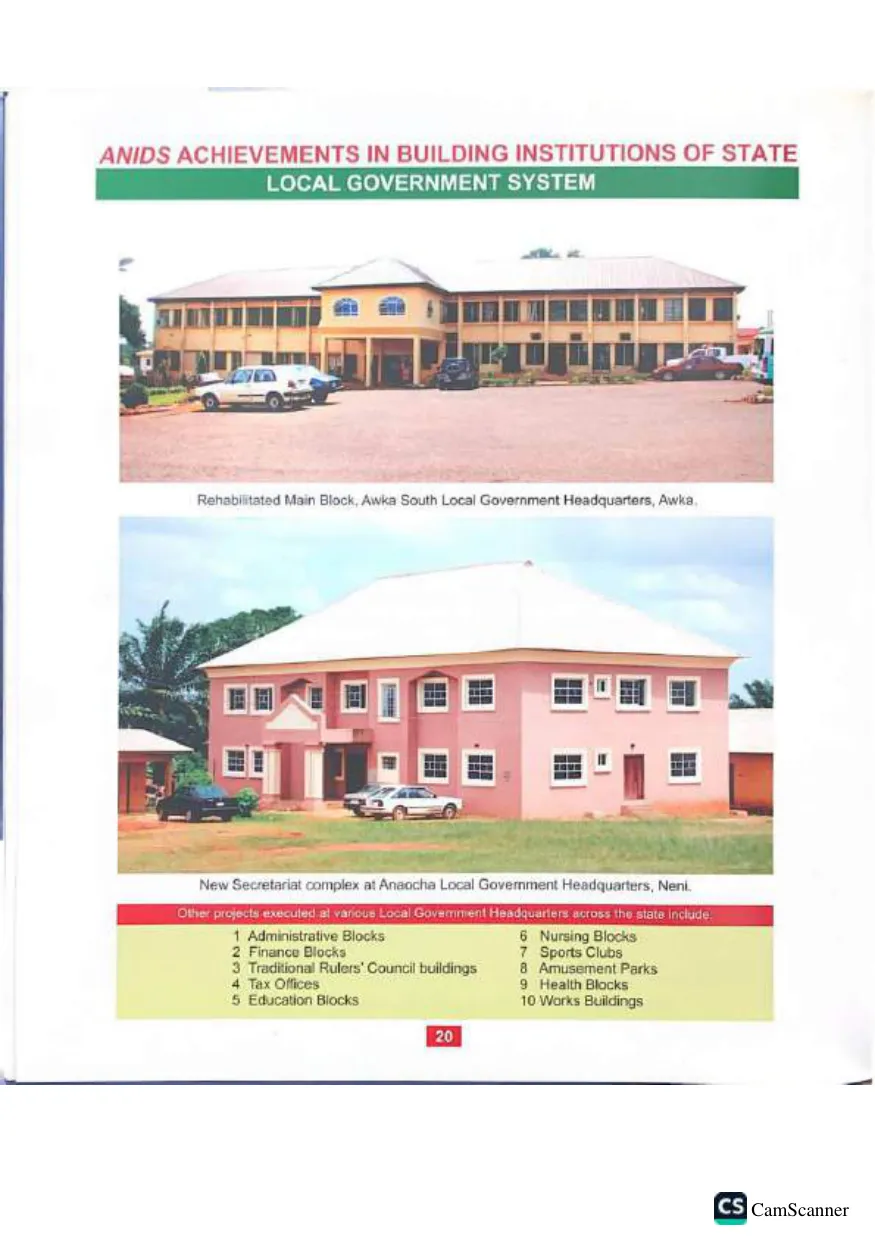 ANIDS ACHIEVEMENTS IN BUILDING INSTITUTIONS OF STATE
LOCAL GOVERNMENT SYSTEM
Rehabilitated Main Block, Awka South Local Government Headquarters, Awka.
New Secretariat complex at Anaocha Local Government Headquarters, Neni.
Other projects executed at various Local Government Headquarters across the state include:
1 Administrative Blocks
2 Finance Blocks
3 Traditional Rulers' Council buildings
4 Tax Offices
5 Education Blocks
6 Nursing Blocks
7 Sports Clubs
8 Amusement Parks
9 Health Blocks
10 Works Buildings
20
CS CamScanner